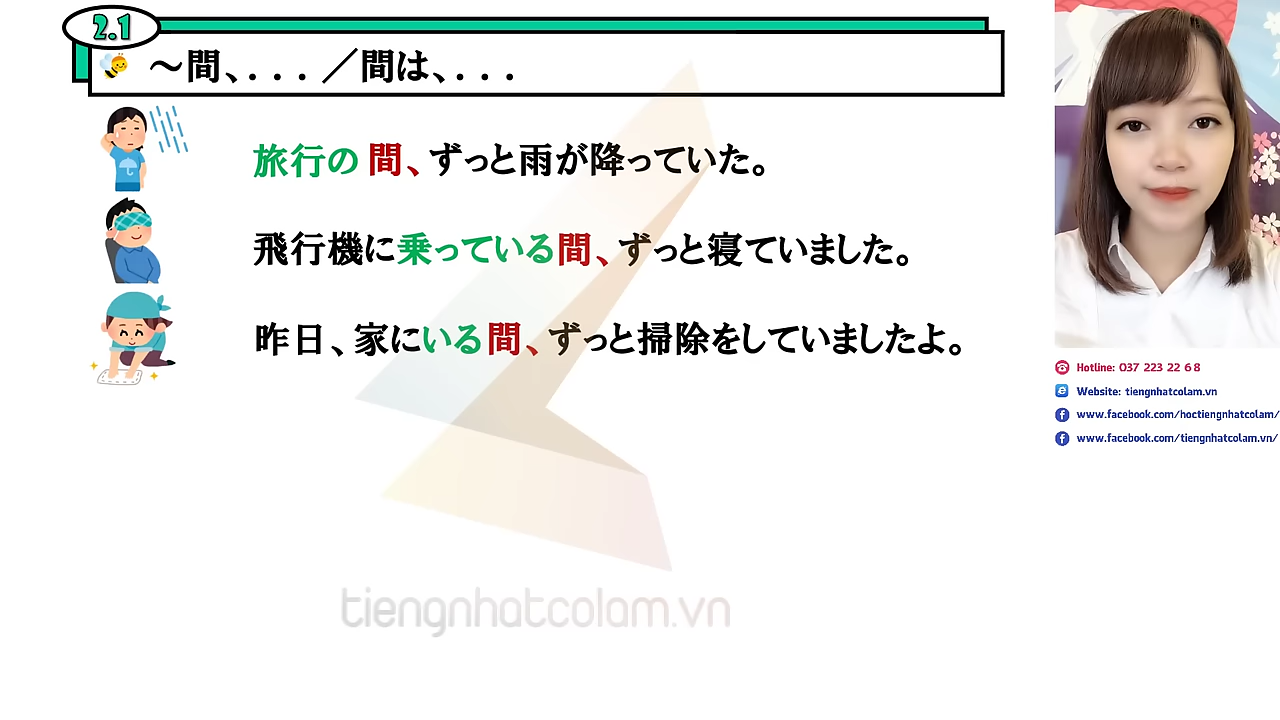 2.1
～間、．．．／間は、．．．
旅行の間、ずっと雨が降っていた。
飛行機に乗っている間、ずっと寝ていました。
昨日、家にいる間、ずっと掃除をしていましたよ。
tiengnhatcolam.vn
Hotline: 037 223 22 68
Website: tiengnhatcolam.vn
www.facebook.com/hoctiengnhatcolam/
www.facebook.com/tiengnhatcolam.vn/